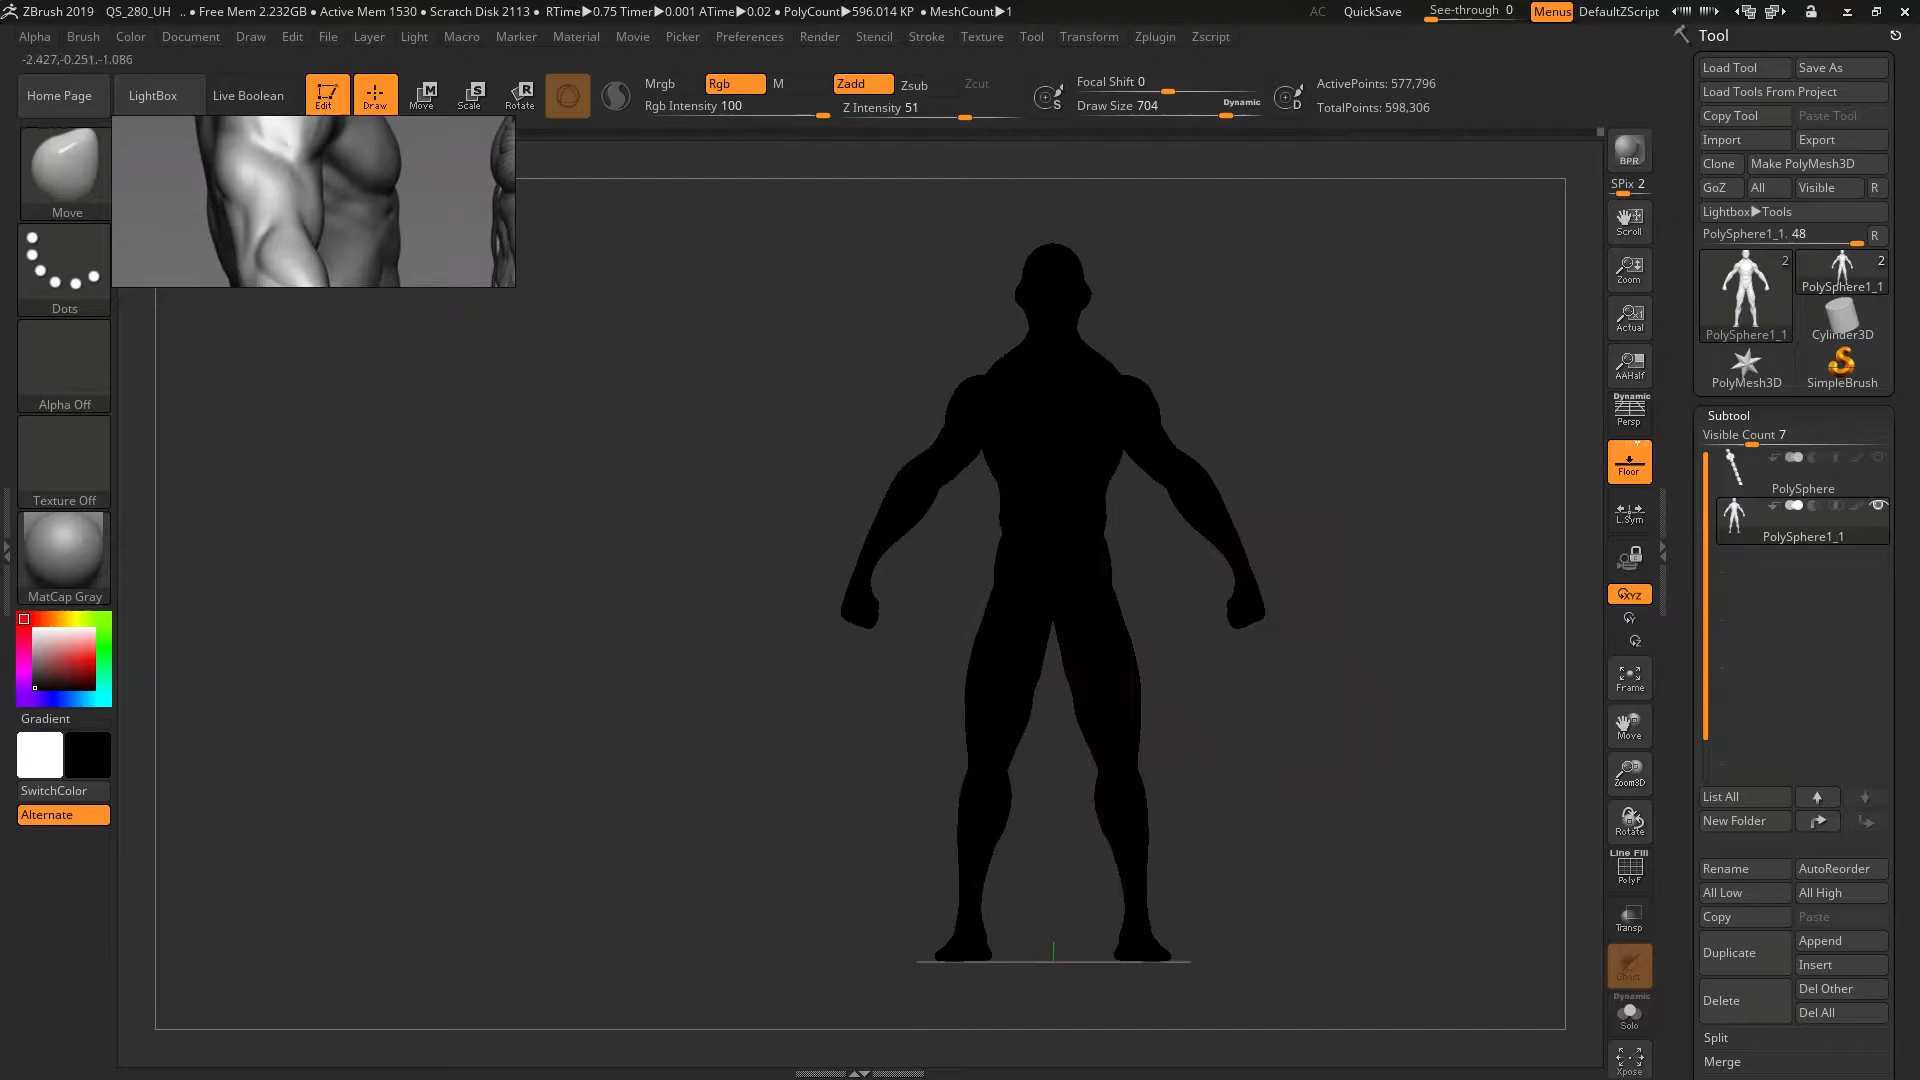 ZBrush 2019 QS_280_UH .. ● Free Mem 2.232GB ● Active Mem 1530 ● Scratch Disk 2113 ● RTime▶0.75 Timer▶0.001 ATime▶0.02 ● PolyCount▶596.014 KP ● MeshCount▶1 AC QuickSave See-through 0 Menus DefaultZScript
Alpha Brush Color Document Draw Edit File Layer Light Macro Marker Material Movie Picker Preferences Render Stencil Stroke Texture Tool Transform Zplugin Zscript
-2.427,-0.251,-1.086
Home Page LightBox Live Boolean Edit Draw Move Scale Rotate
Mrgb Rgb M Zadd Zsub Zcut
Rgb Intensity 100 Z Intensity 51
Focal Shift 0
Draw Size 704 Dynamic
S D
ActivePoints: 577,796
TotalPoints: 598,306
Move
Dots
Alpha Off
Texture Off
MatCap Gray
Gradient
SwitchColor
Alternate
BPR
SPix 2
Scroll
Zoom
Actual
AAHalf
Dynamic
Persp
Floor
L.Sym
XYZ
Y
Z
Frame
Move
Zoom3D
Rotate
Line Fill
PolyF
Transp
Ghost
Dynamic
Solo
Xpose
Tool
Load Tool Save As
Load Tools From Project
Copy Tool Paste Tool
Import Export
Clone Make PolyMesh3D
GoZ All Visible R
Lightbox▶Tools
PolySphere1_1. 48 R
2 2
PolySphere1_1
PolySphere1_1 Cylinder3D
PolyMesh3D SimpleBrush
Subtool
Visible Count 7
PolySphere
PolySphere1_1
List All
New Folder
Rename AutoReorder
All Low All High
Copy Paste
Duplicate Append
Insert
Delete Del Other
Del All
Split
Merge